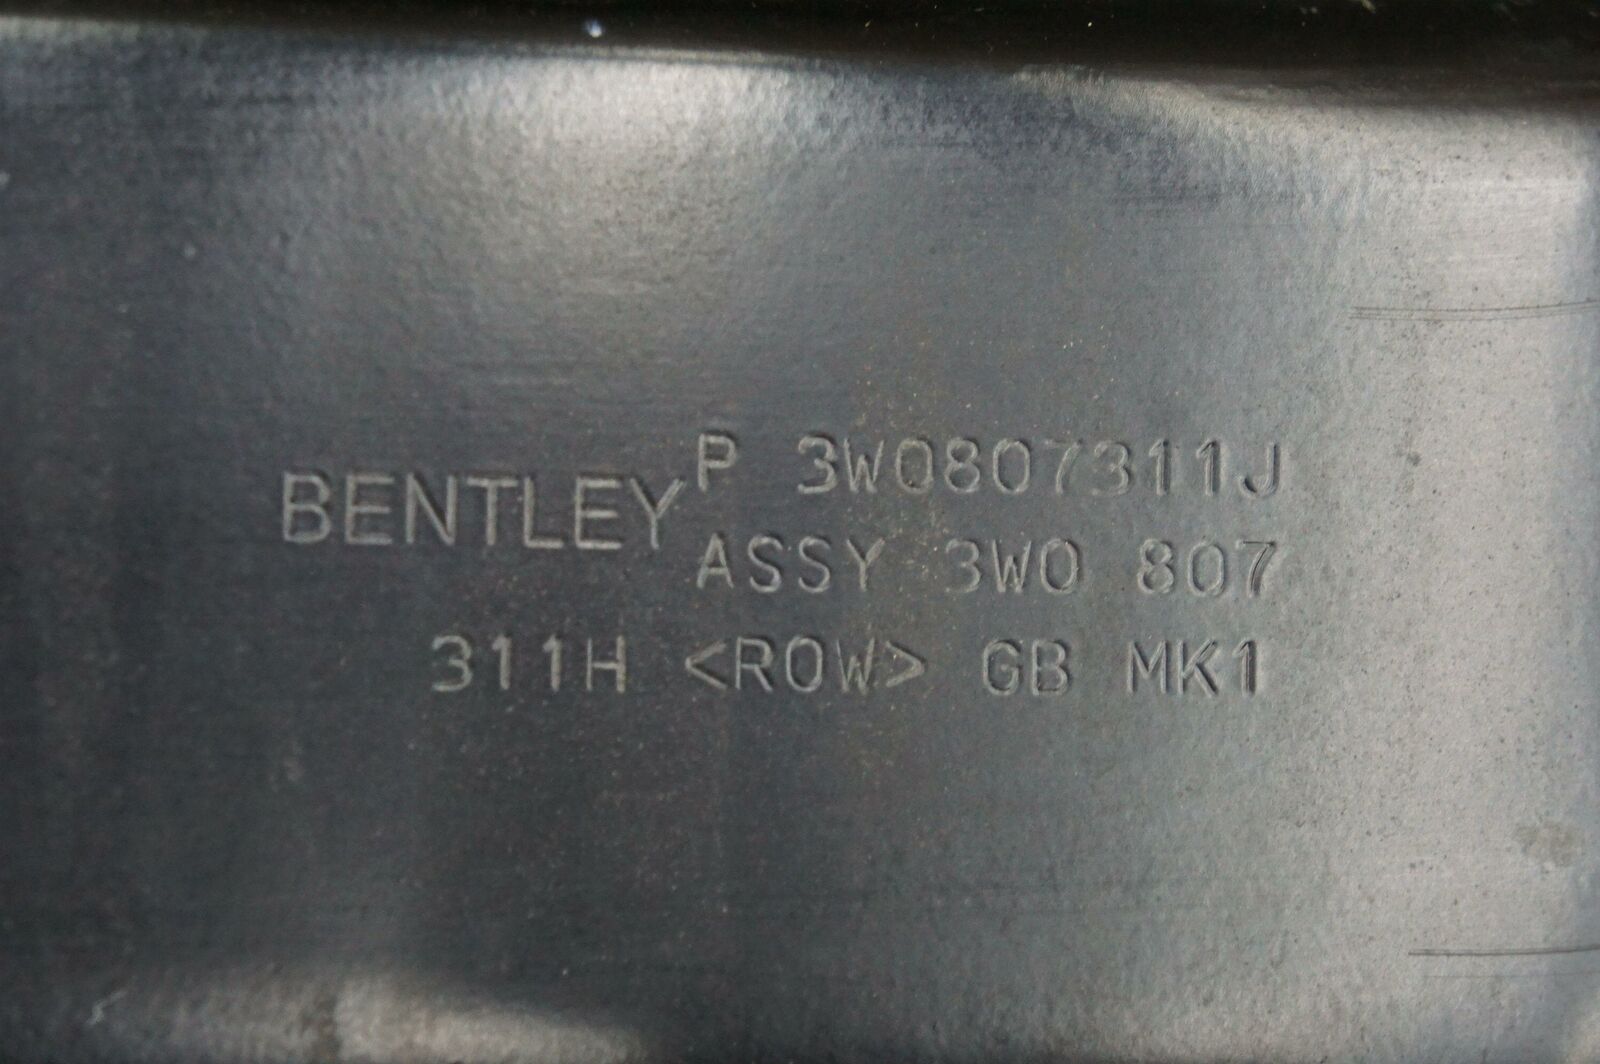 BENTLEY P 3W0807311J
ASSY 3W0 807
311H <ROW> GB MK1